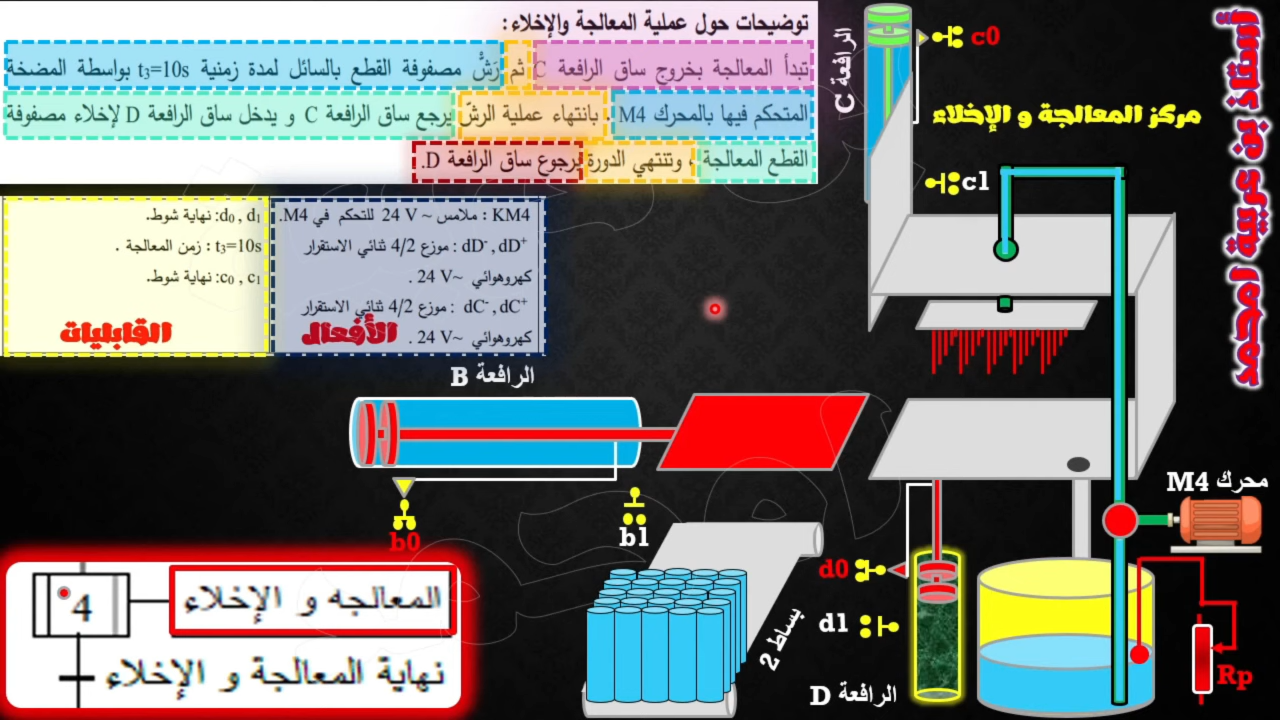 توضيحات حول عملية المعالجة والإخلاء:
تبدأ المعالجة بخروج ساق الرافعة C ثم رَشُّ مصفوفة القطع بالسائل لمدة زمنية t3=10s بواسطة المضخة
المتحكم فيها بالمحرك M4. بانتهاء عملية الرشّ يرجع ساق الرافعة C و يدخل ساق الرافعة D لإخلاء مصفوفة
القطع المعالجة، وتنتهي الدورة برجوع ساق الرافعة D.
KM4 : ملامس ~ 24 V للتحكم في M4.
dD⁻ , dD⁺ : موزع 4/2 ثنائي الاستقرار
كهروهوائي ~24 V .
dC⁻ , dC⁺ : موزع 4/2 ثنائي الاستقرار
كهروهوائي ~24 V .
الأفعال
d0 , d1: نهاية شوط.
t3=10s : زمن المعالجة .
c0 , c1: نهاية شوط.
القابليات
الرافعة C
c0
c1
مركز المعالجة و الإخلاء
أستاذ بن عربية امحمد
الرافعة B
b0
b1
محرك M4
d0
d1
الرافعة D
بساط 2
Rp
4
المعالجه و الإخلاء
نهاية المعالجة و الإخلاء